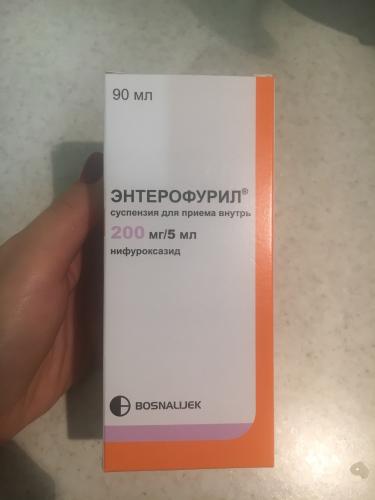 90 мл
ЭНТЕРОФУРИЛ®
суспензия для приема внутрь
200 мг/5 мл
нифуроксазид
BOSNALIJEK